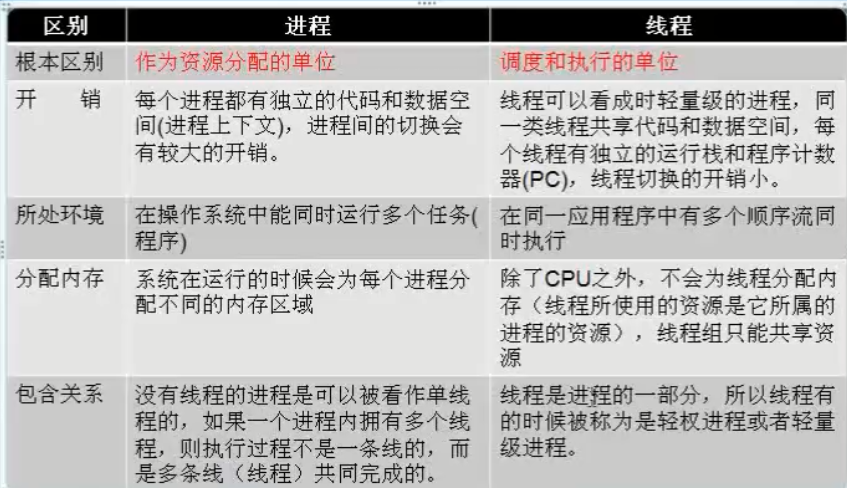 区别 进程 线程
根本区别 作为资源分配的单位 调度和执行的单位
开 销
每个进程都有独立的代码和数据空
间(进程上下文)，进程间的切换会
有较大的开销。
线程可以看成时轻量级的进程，同
一类线程共享代码和数据空间，每
个线程有独立的运行栈和程序计数
器(PC)，线程切换的开销小。
所处环境
在操作系统中能同时运行多个任务(
程序)
在同一应用程序中有多个顺序流同
时执行
分配内存
系统在运行的时候会为每个进程分
配不同的内存区域
除了CPU之外，不会为线程分配内
存（线程所使用的资源是它所属的
进程的资源），线程组只能共享资
源
包含关系
没有线程的进程是可以被看作单线
程的，如果一个进程内拥有多个线
程，则执行过程不是一条线的，而
是多条线（线程）共同完成的。
线程是进程的一部分，所以线程有
的时候被称为是轻权进程或者轻量
级进程。